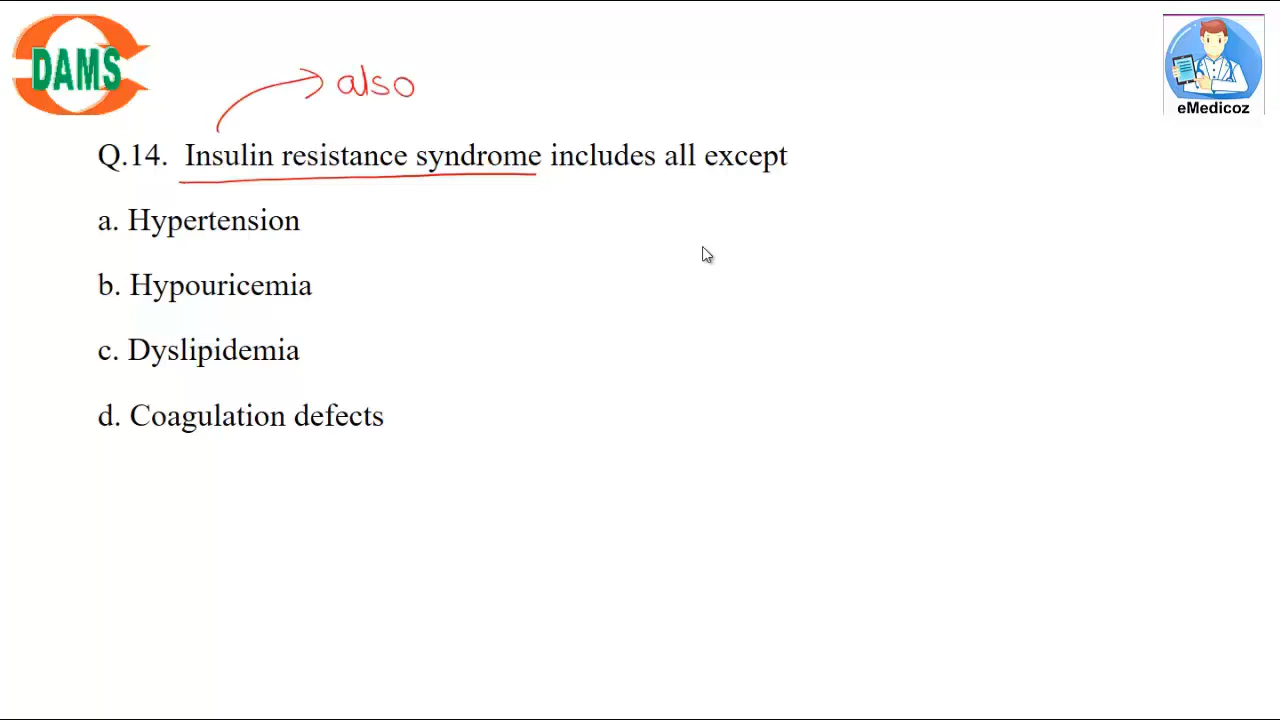 DAMS
eMedicoz
also
Q.14. Insulin resistance syndrome includes all except
a. Hypertension
b. Hypouricemia
c. Dyslipidemia
d. Coagulation defects